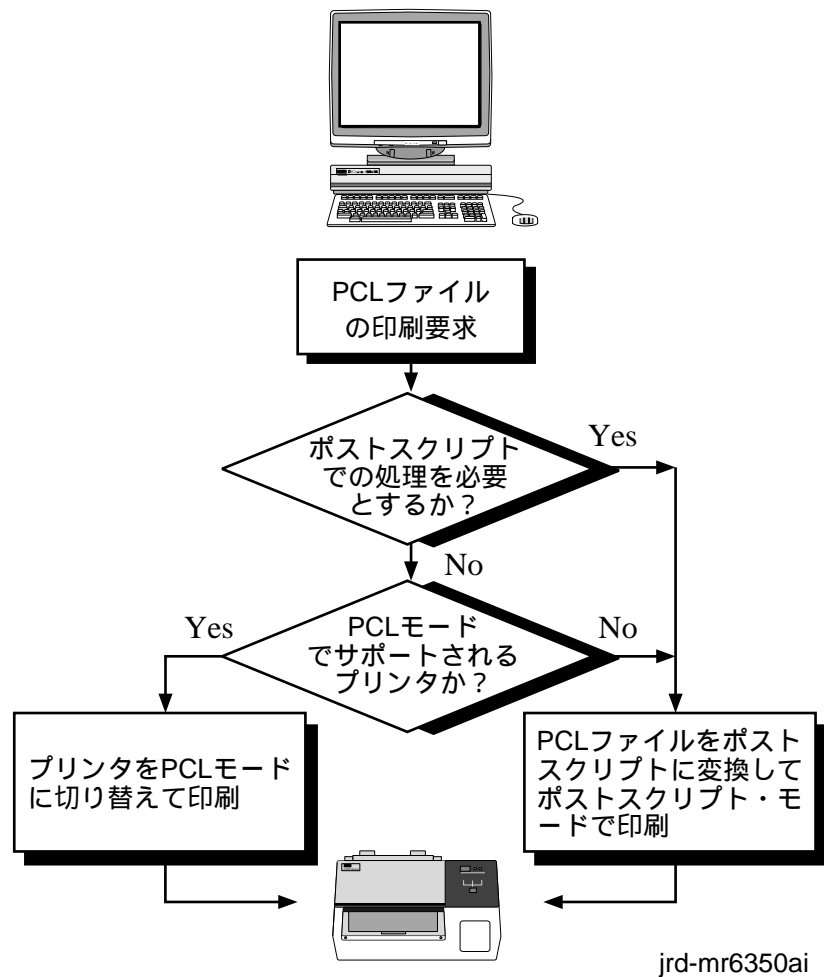 PCLファイル
の印刷要求
ポストスクリプト
での処理を必要
とするか？
Yes
No
PCLモード
でサポートされる
プリンタか？
Yes
No
プリンタをPCLモード
に切り替えて印刷
PCLファイルをポスト
スクリプトに変換して
ポストスクリプト・モ
ードで印刷
jrd-mr6350ai